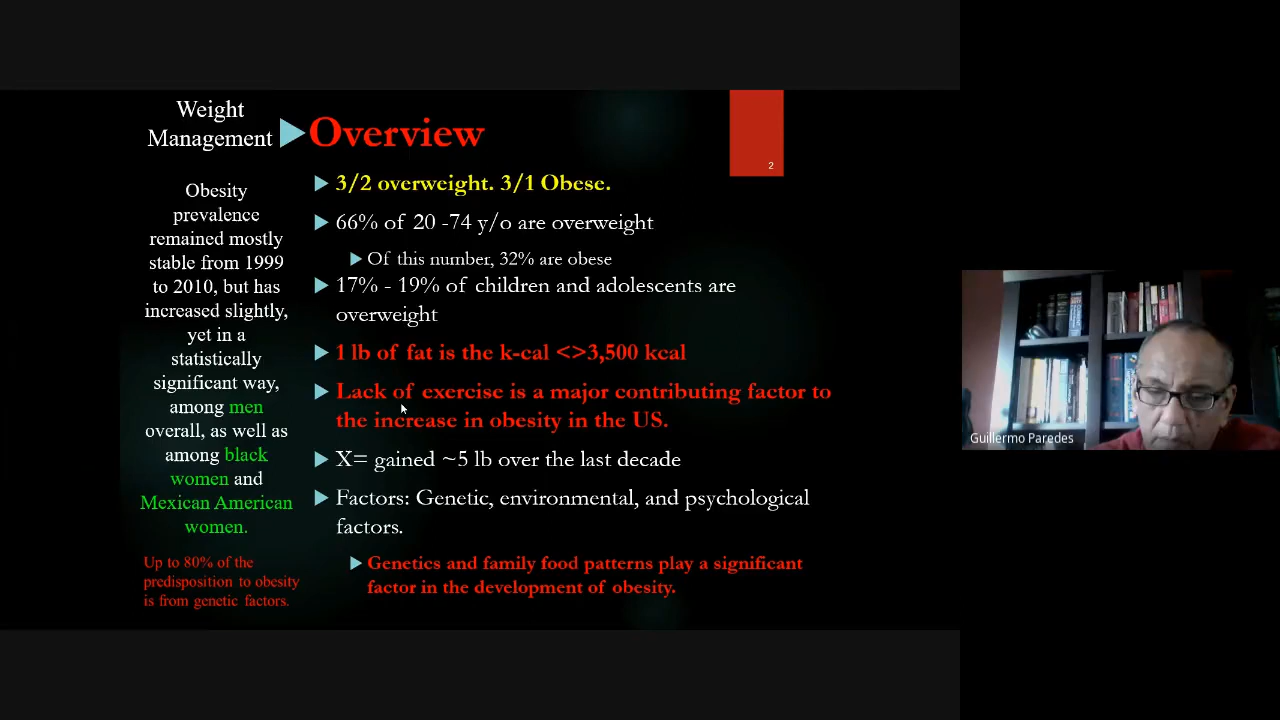 Weight
Management
Overview
2
Obesity
prevalence
remained mostly
stable from 1999
to 2010, but has
increased slightly,
yet in a
statistically
significant way,
among men
overall, as well as
among black
women and
Mexican American
women.
Up to 80% of the
predisposition to obesity
is from genetic factors.
3/2 overweight. 3/1 Obese.
66% of 20 -74 y/o are overweight
Of this number, 32% are obese
17% - 19% of children and adolescents are
overweight
1 lb of fat is the k-cal <>3,500 kcal
Lack of exercise is a major contributing factor to
the increase in obesity in the US.
X= gained ~5 lb over the last decade
Factors: Genetic, environmental, and psychological
factors.
Genetics and family food patterns play a significant
factor in the development of obesity.
Guillermo Paredes